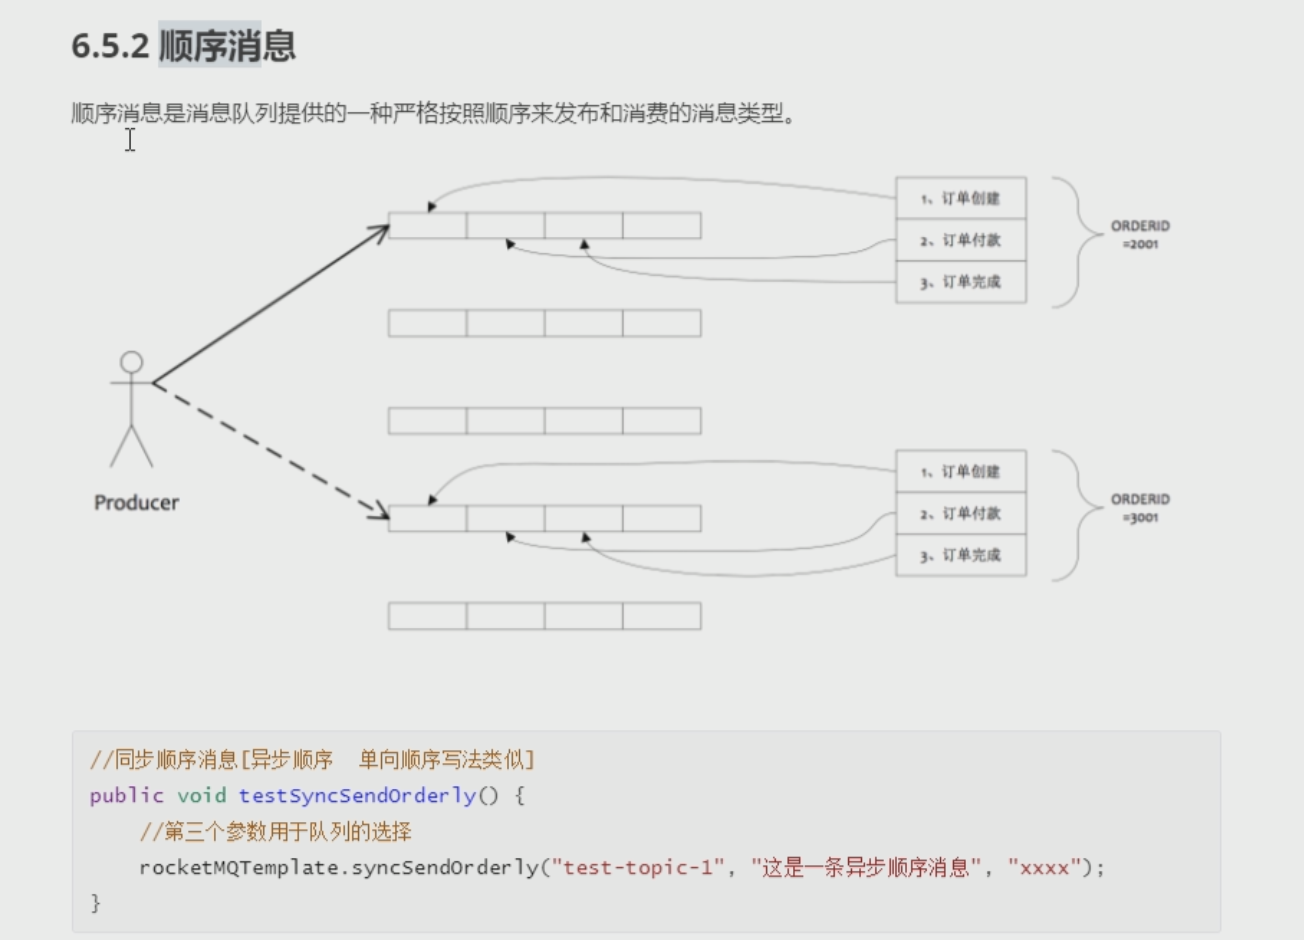 6.5.2 顺序消息
顺序消息是消息队列提供的一种严格按照顺序来发布和消费的消息类型。
1、订单创建
2、订单付款
3、订单完成
ORDERID
=2001
Producer
1、订单创建
2、订单付款
3、订单完成
ORDERID
=3001
//同步顺序消息[异步顺序  单向顺序写法类似]
public void testSyncSendOrderly() {
    //第三个参数用于队列的选择
    rocketMQTemplate.syncSendOrderly("test-topic-1", "这是一条异步顺序消息", "xxxx");
}